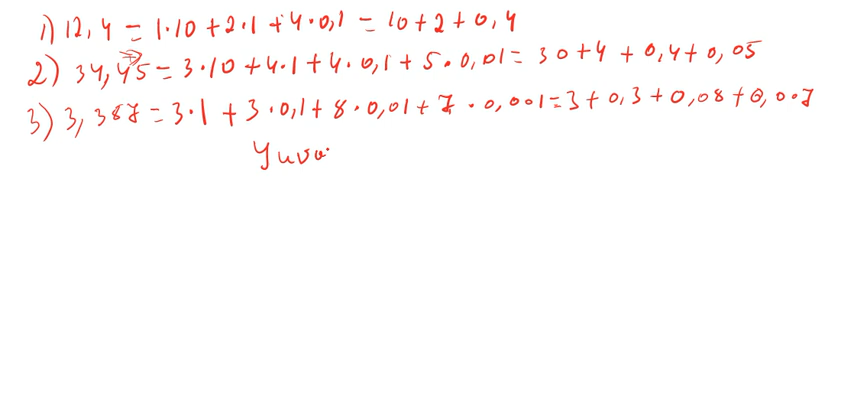 1) 12,4 = 1·10 + 2·1 + 4·0,1 = 10 + 2 + 0,4
2) 34,45 = 3·10 + 4·1 + 4·0,1 + 5·0,01 = 30 + 4 + 0,4 + 0,05
3) 3,387 = 3·1 + 3·0,1 + 8·0,01 + 7·0,001 = 3 + 0,3 + 0,08 + 0,007